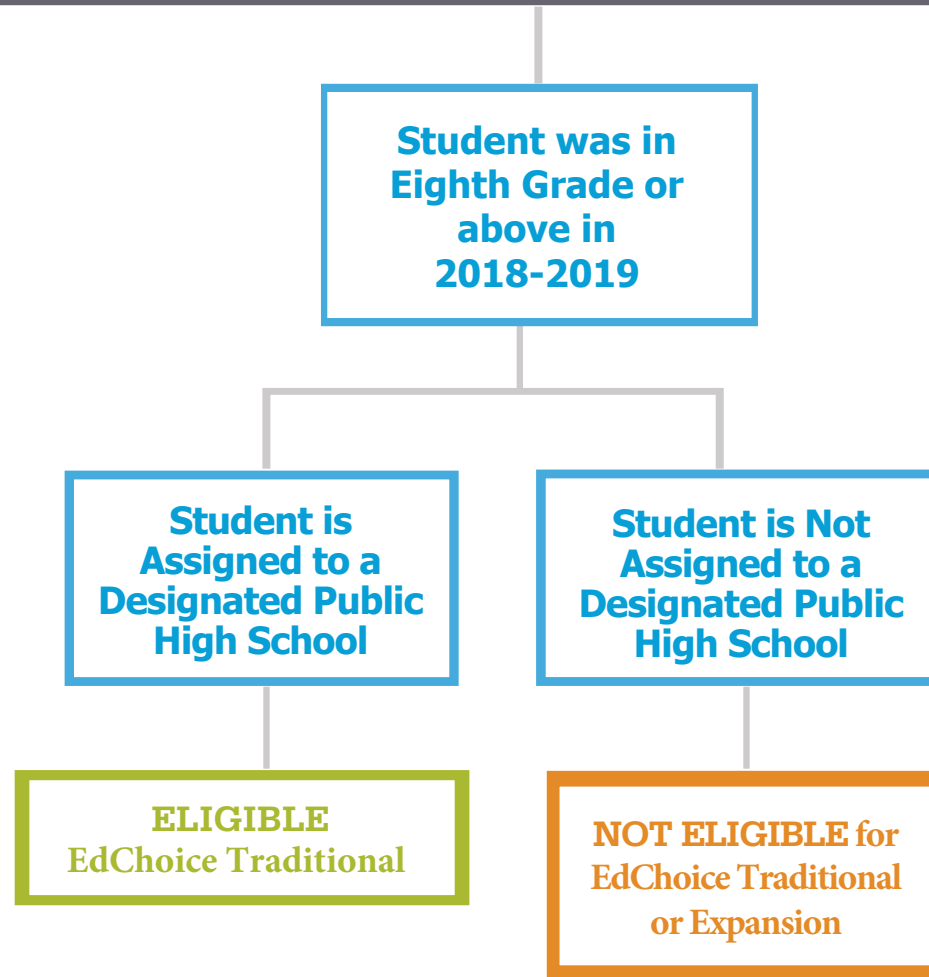 Student was in
Eighth Grade or
above in
2018-2019
Student is
Assigned to a
Designated Public
High School
Student is Not
Assigned to a
Designated Public
High School
ELIGIBLE
EdChoice Traditional
NOT ELIGIBLE for
EdChoice Traditional
or Expansion